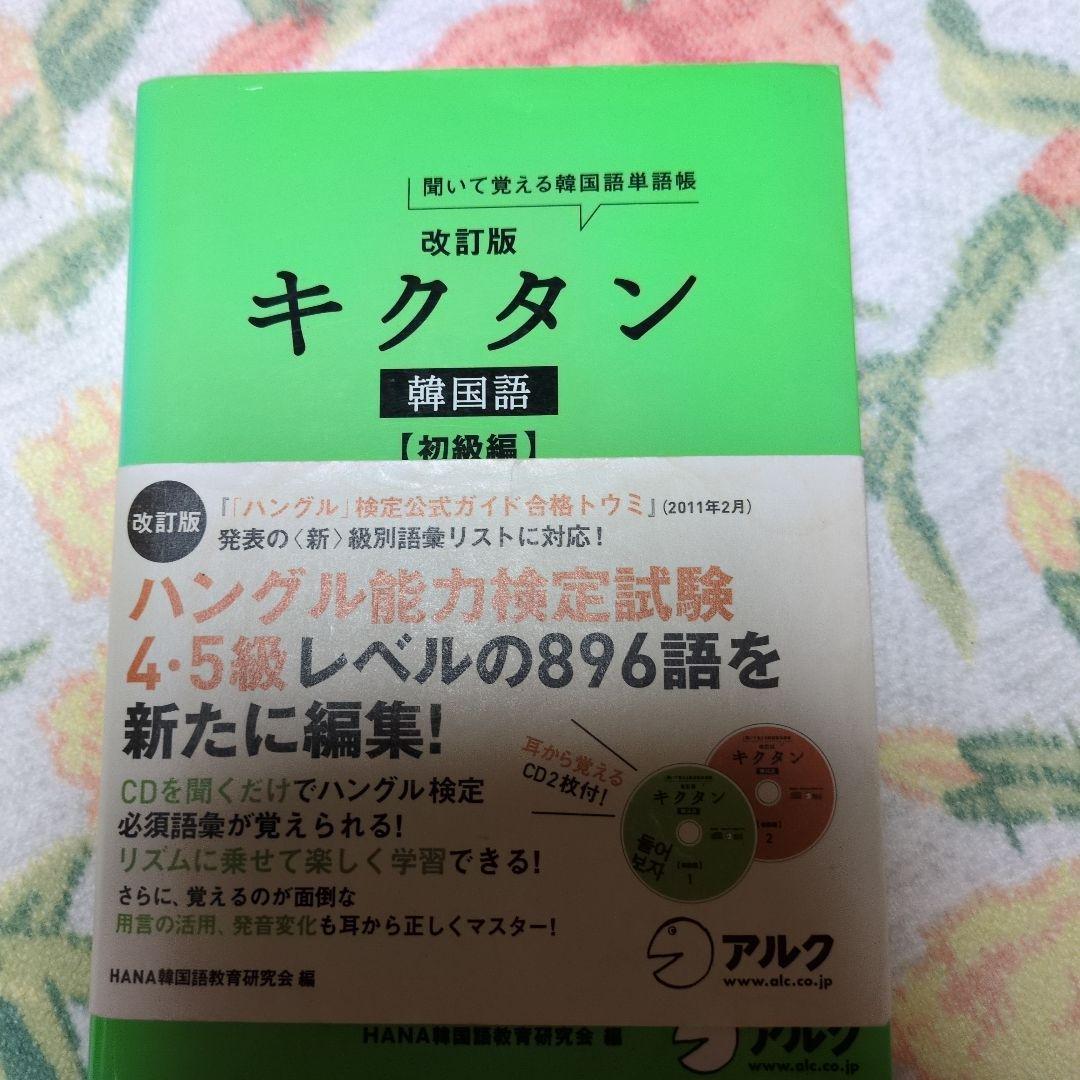 聞いて覚える韓国語単語帳
改訂版
キクタン
韓国語
【初級編】
改訂版
『「ハングル」検定公式ガイド合格トウミ』(2011年2月)
発表の〈新〉級別語彙リストに対応!
ハングル能力検定試験
4・5級レベルの896語を
新たに編集!
耳から覚える
CD2枚付!
キクタン
2
キクタン
들어
보자
1
CDを聞くだけでハングル検定
必須語彙が覚えられる!
リズムに乗せて楽しく学習できる!
さらに、覚えるのが面倒な
用言の活用、発音変化も耳から正しくマスター!
HANA韓国語教育研究会 編
アルク
www.alc.co.jp
HANA韓国語教育研究会 編
アルク
www.alc.co.jp